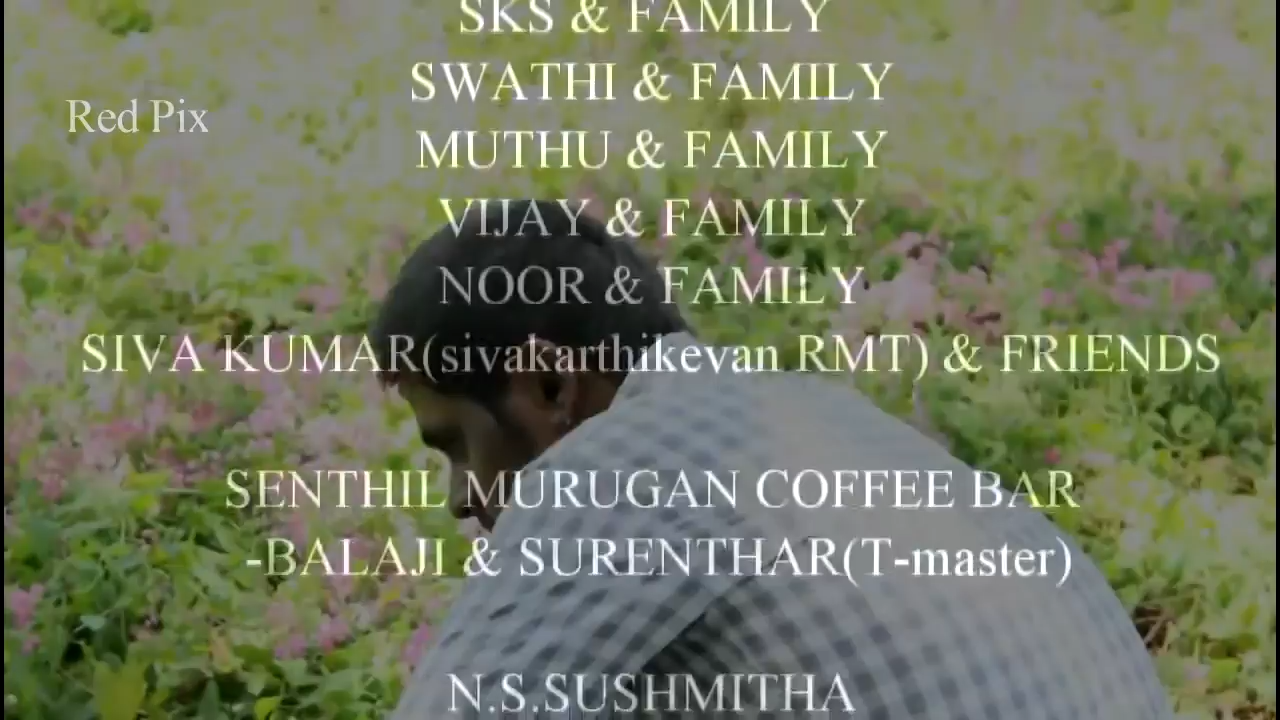 SKS & FAMILY
SWATHI & FAMILY
Red Pix
MUTHU & FAMILY
VIJAY & FAMILY
NOOR & FAMILY
SIVA KUMAR(sivakarthikevan RMT) & FRIENDS
SENTHIL MURUGAN COFFEE BAR
-BALAJI & SURENTHAR(T-master)
N.S.SUSHMITHA